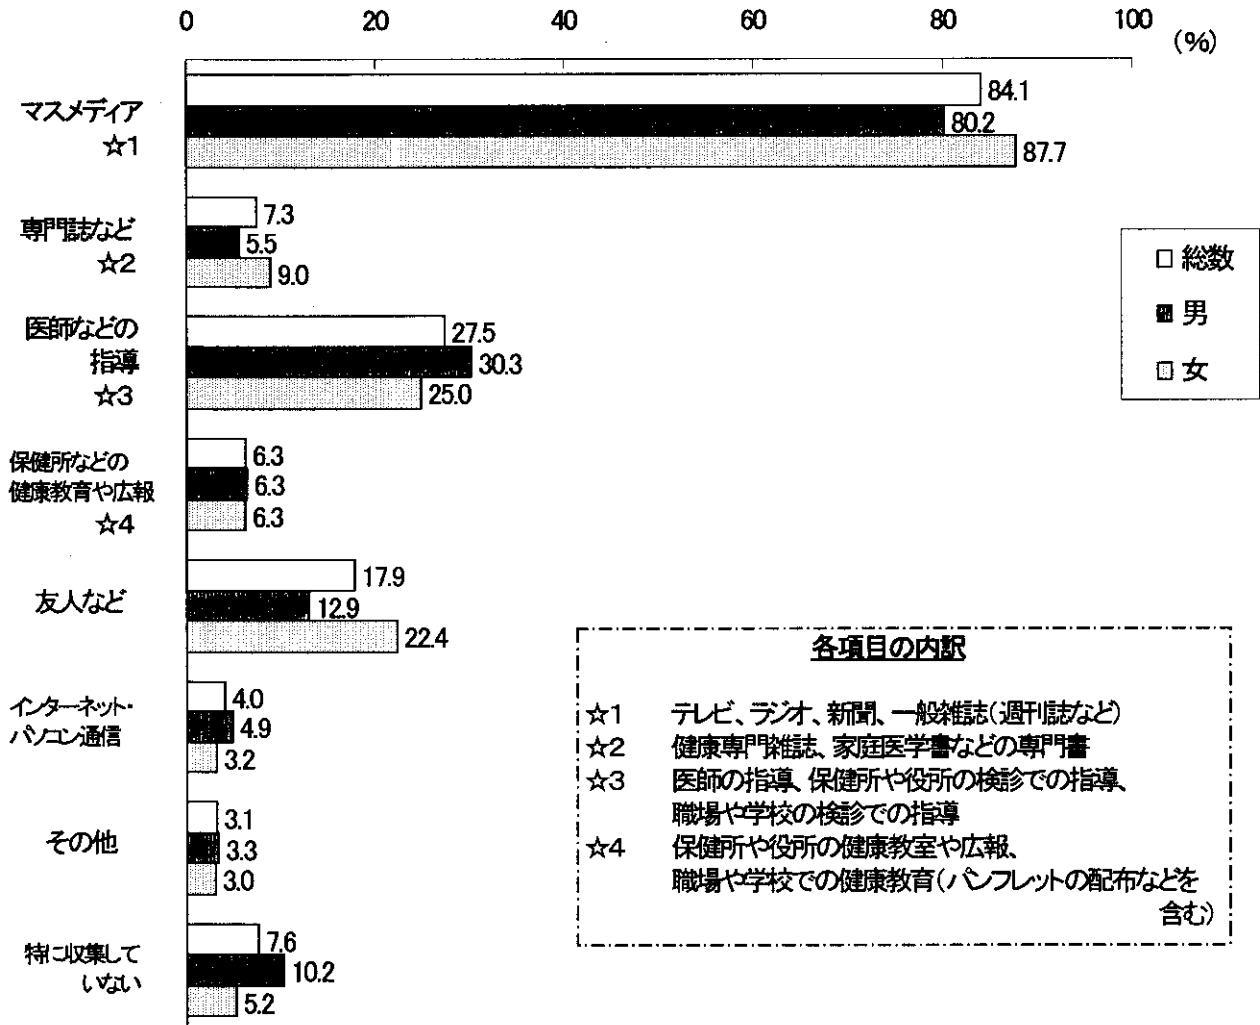 0 20 40 60 80 100
(%)
マスメディア
☆1
84.1
80.2
87.7
専門誌など
☆2
7.3
5.5
9.0
医師などの
指導
☆3
27.5
30.3
25.0
保健所などの
健康教育や広報
☆4
6.3
6.3
6.3
友人など
17.9
12.9
22.4
インターネット・
パソコン通信
4.0
4.9
3.2
その他
3.1
3.3
3.0
特に収集して
いない
7.6
10.2
5.2
総数
男
女
各項目の内訳
☆1 テレビ、ラジオ、新聞、一般雑誌(週刊誌など)
☆2 健康専門雑誌、家庭医学書などの専門書
☆3 医師の指導、保健所や役所の検診での指導、
職場や学校の検診での指導
☆4 保健所や役所の健康教室や広報、
職場や学校での健康教育(パンフレットの配布などを
含む)